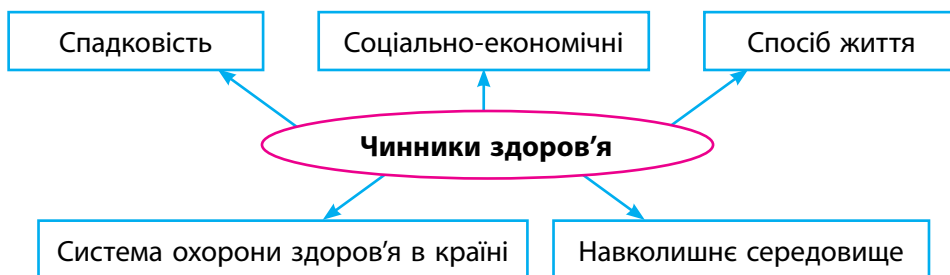 Спадковість
Соціально-економічні
Спосіб життя
Чинники здоров’я
Система охорони здоров’я в країні
Навколишнє середовище